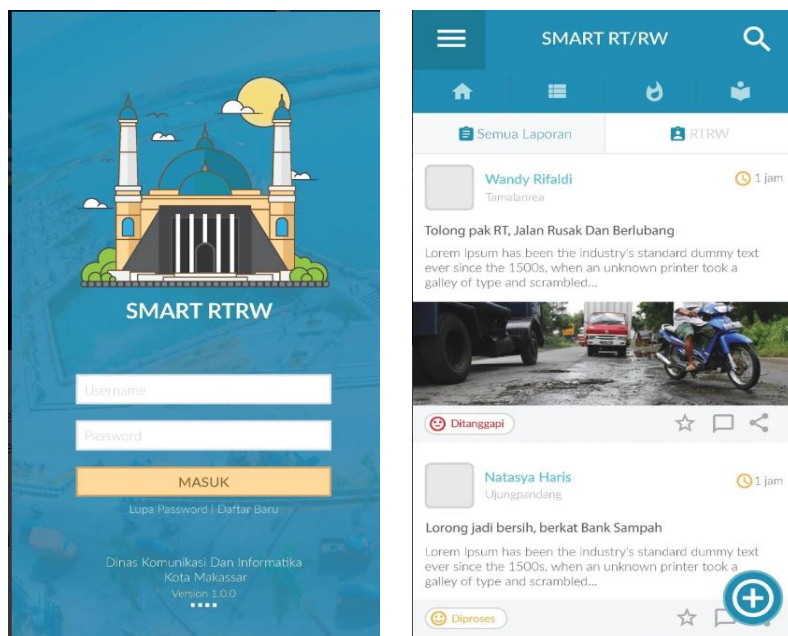 SMART RTRW
Username
Password
MASUK
Lupa Password | Daftar Baru
Dinas Komunikasi Dan Informatika
Kota Makassar
Version 1.0.0
SMART RT/RW
Semua Laporan
RTRW
Wandy Rifaldi
1 jam
Tamalanrea
Tolong pak RT, Jalan Rusak Dan Berlubang
Lorem Ipsum has been the industry's standard dummy text
ever since the 1500s, when an unknown printer took a
galley of type and scrambled...
Ditanggapi
Natasya Haris
1 jam
Ujungpandang
Lorong jadi bersih, berkat Bank Sampah
Lorem Ipsum has been the industry's standard dummy text
ever since the 1500s, when an unknown printer took a
galley of type and scrambled...
Diproses